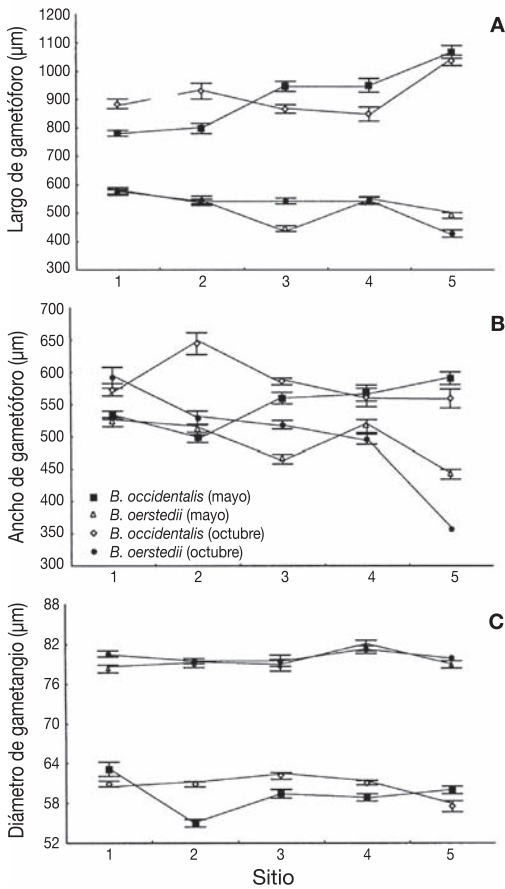 A
Largo de gametóforo (µm)
1200
1100
1000
900
800
700
600
500
400
300
1 2 3 4 5
B
Ancho de gametóforo (µm)
700
650
600
550
500
450
400
350
300
B. occidentalis (mayo)
B. oerstedii (mayo)
B. occidentalis (octubre)
B. oerstedii (octubre)
1 2 3 4 5
C
Diámetro de gametangio (µm)
88
82
76
70
64
58
52
1 2 3 4 5
Sitio